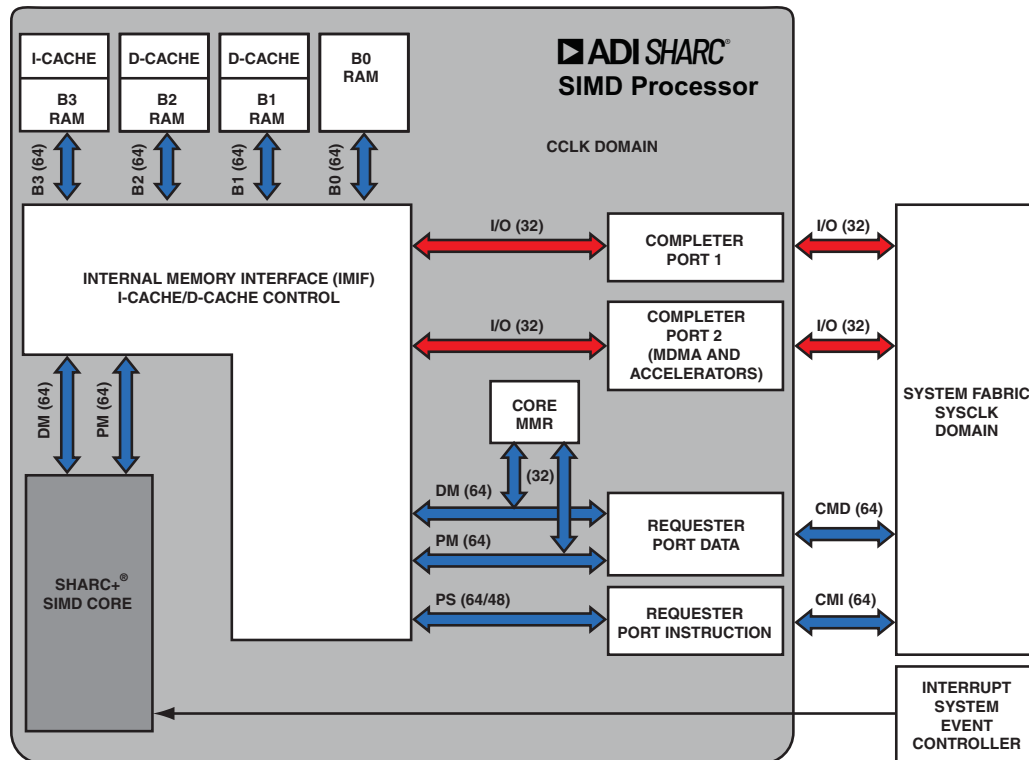 I-CACHE
B3
RAM
D-CACHE
B2
RAM
D-CACHE
B1
RAM
B0
RAM
ADI SHARC®
SIMD Processor
CCLK DOMAIN
B3 (64)
B2 (64)
B1 (64)
B0 (64)
INTERNAL MEMORY INTERFACE (IMIF)
I-CACHE/D-CACHE CONTROL
I/O (32)
COMPLETER
PORT 1
I/O (32)
I/O (32)
COMPLETER
PORT 2
(MDMA AND
ACCELERATORS)
I/O (32)
SYSTEM FABRIC
SYSCLK
DOMAIN
DM (64)
PM (64)
CORE
MMR
(32)
DM (64)
PM (64)
REQUESTER
PORT DATA
CMD (64)
SHARC+®
SIMD CORE
PS (64/48)
REQUESTER
PORT INSTRUCTION
CMI (64)
INTERRUPT
SYSTEM
EVENT
CONTROLLER